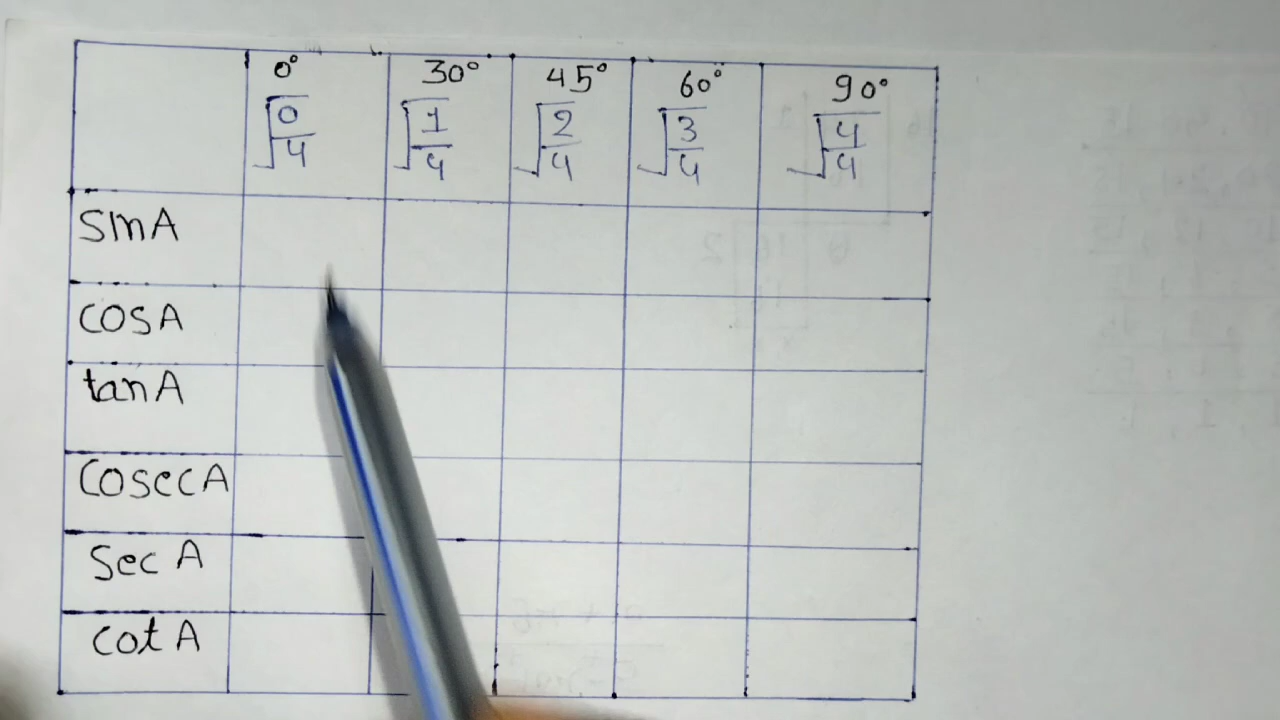 0° 30° 45° 60° 90°
√0/4 √1/4 √2/4 √3/4 √4/4
SinA
COSA
tanA
CosecA
Sec A
Cot A